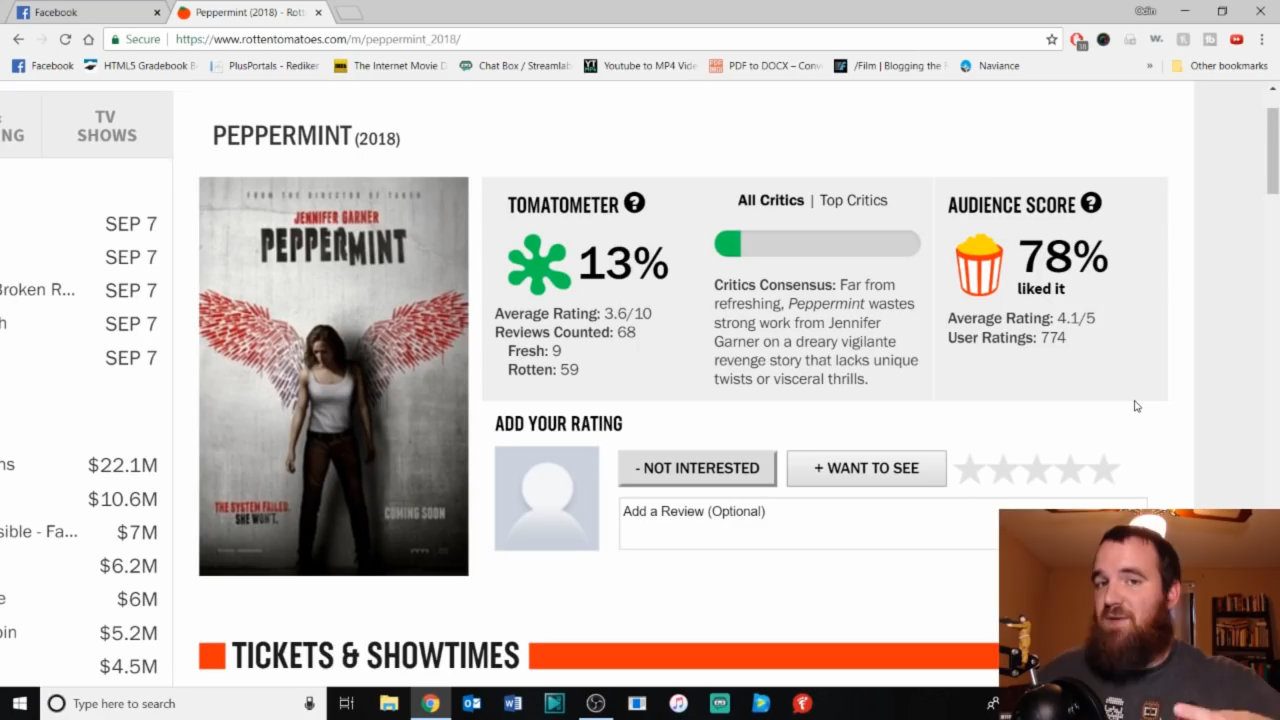 Facebook
Peppermint (2018) - Rott
Secure
https://www.rottentomatoes.com/m/peppermint_2018/
Facebook
HTML5 Gradebook
PlusPortals - Rediker
The Internet Movie D
Chat Box / Streamlab
Youtube to MP4 Vide
PDF to DOCX – Conv
/Film | Blogging the
Naviance
»
Other bookmarks
NG
TV
SHOWS
SEP 7
SEP 7
Broken R... SEP 7
h SEP 7
SEP 7
ms $22.1M
$10.6M
sible - Fa... $7M
$6.2M
e $6M
$5.2M
$4.5M
PEPPERMINT (2018)
FROM THE DIRECTOR OF TAKEN
JENNIFER GARNER
PEPPERMINT
THE SYSTEM FAILED.
SHE WON'T.
COMING SOON
TOMATOMETER ?
13%
Average Rating: 3.6/10
Reviews Counted: 68
Fresh: 9
Rotten: 59
All Critics | Top Critics
Critics Consensus: Far from
refreshing, Peppermint wastes
strong work from Jennifer
Garner on a dreary vigilante
revenge story that lacks unique
twists or visceral thrills.
AUDIENCE SCORE ?
78%
liked it
Average Rating: 4.1/5
User Ratings: 774
ADD YOUR RATING
- NOT INTERESTED
+ WANT TO SEE
Add a Review (Optional)
TICKETS & SHOWTIMES
Type here to search